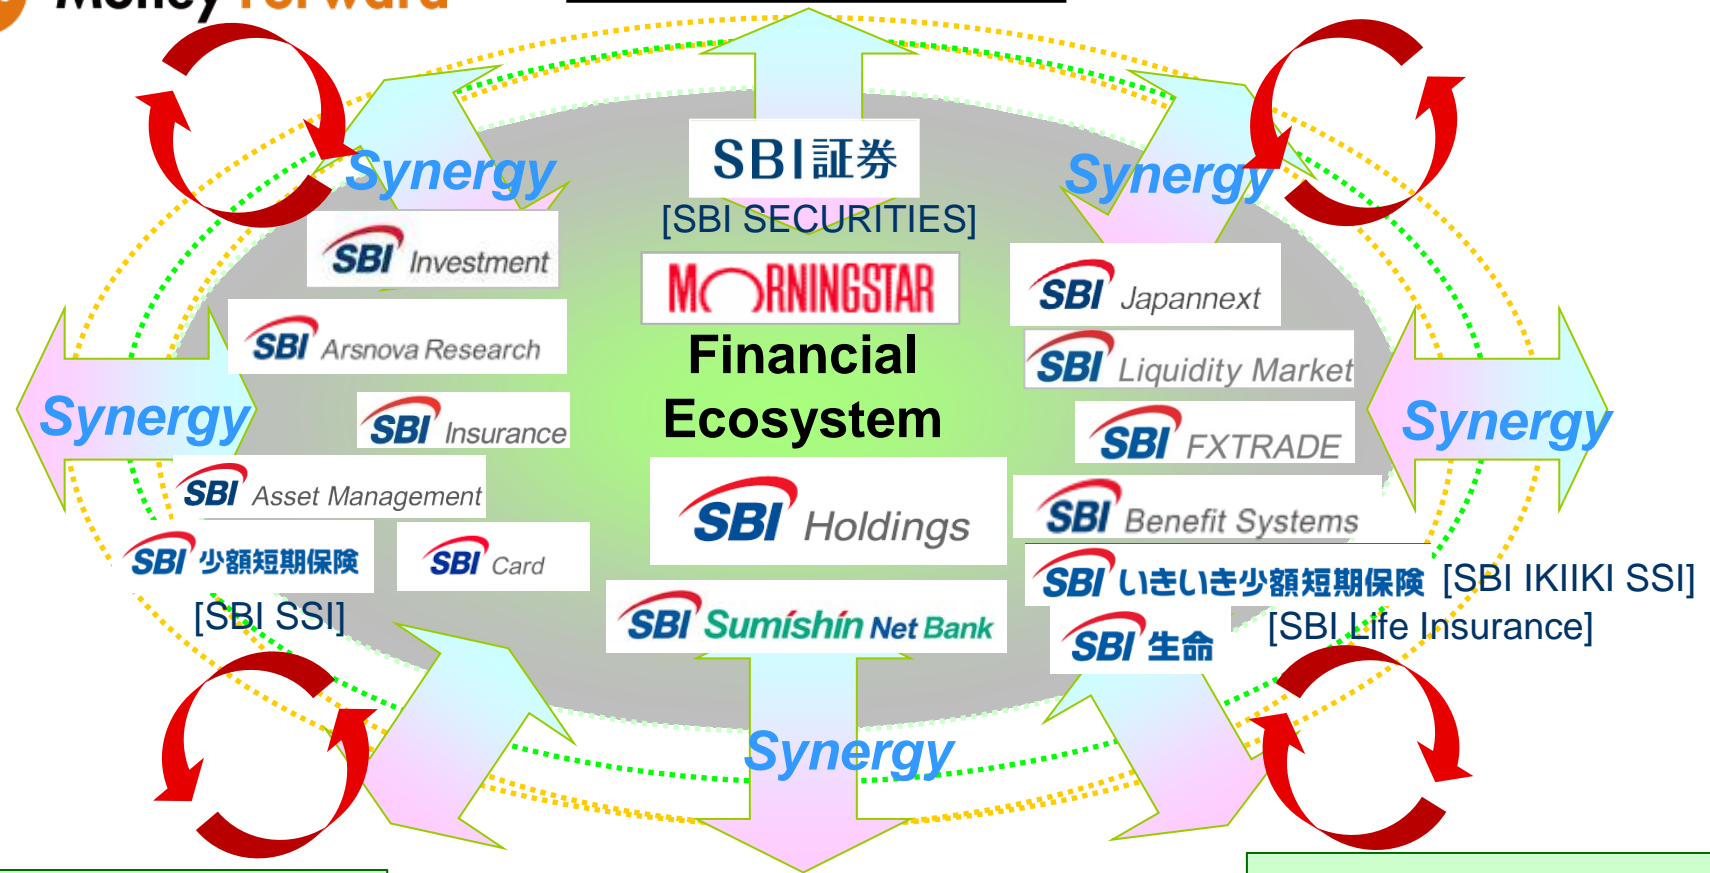 Money Forward
Synergy
SBI証券
Synergy
[SBI SECURITIES]
SBI Investment
MORNINGSTAR
SBI Japannext
SBI Arsnova Research
Financial
Ecosystem
SBI Liquidity Market
Synergy
SBI Insurance
SBI FXTRADE
Synergy
SBI Asset Management
SBI Holdings
SBI Benefit Systems
SBI 少額短期保険
SBI Card
SBI いきいき少額短期保険 [SBI IKIIKI SSI]
[SBI SSI]
SBI Sumishin Net Bank
SBI 生命
[SBI Life Insurance]
Synergy